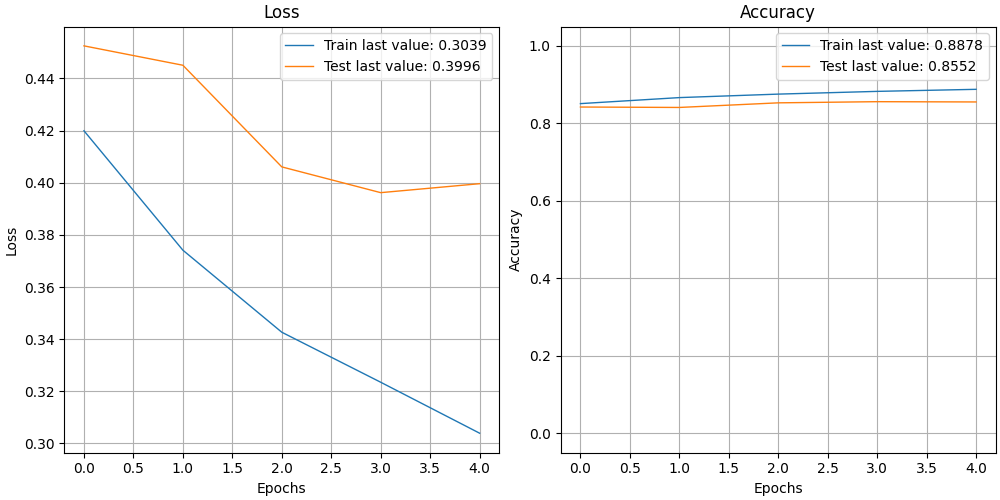 Loss
Train last value: 0.3039
Test last value: 0.3996
0.44
0.42
0.40
0.38
0.36
0.34
0.32
0.30
Loss
0.0 0.5 1.0 1.5 2.0 2.5 3.0 3.5 4.0
Epochs
Accuracy
Train last value: 0.8878
Test last value: 0.8552
1.0
0.8
0.6
0.4
0.2
0.0
Accuracy
0.0 0.5 1.0 1.5 2.0 2.5 3.0 3.5 4.0
Epochs